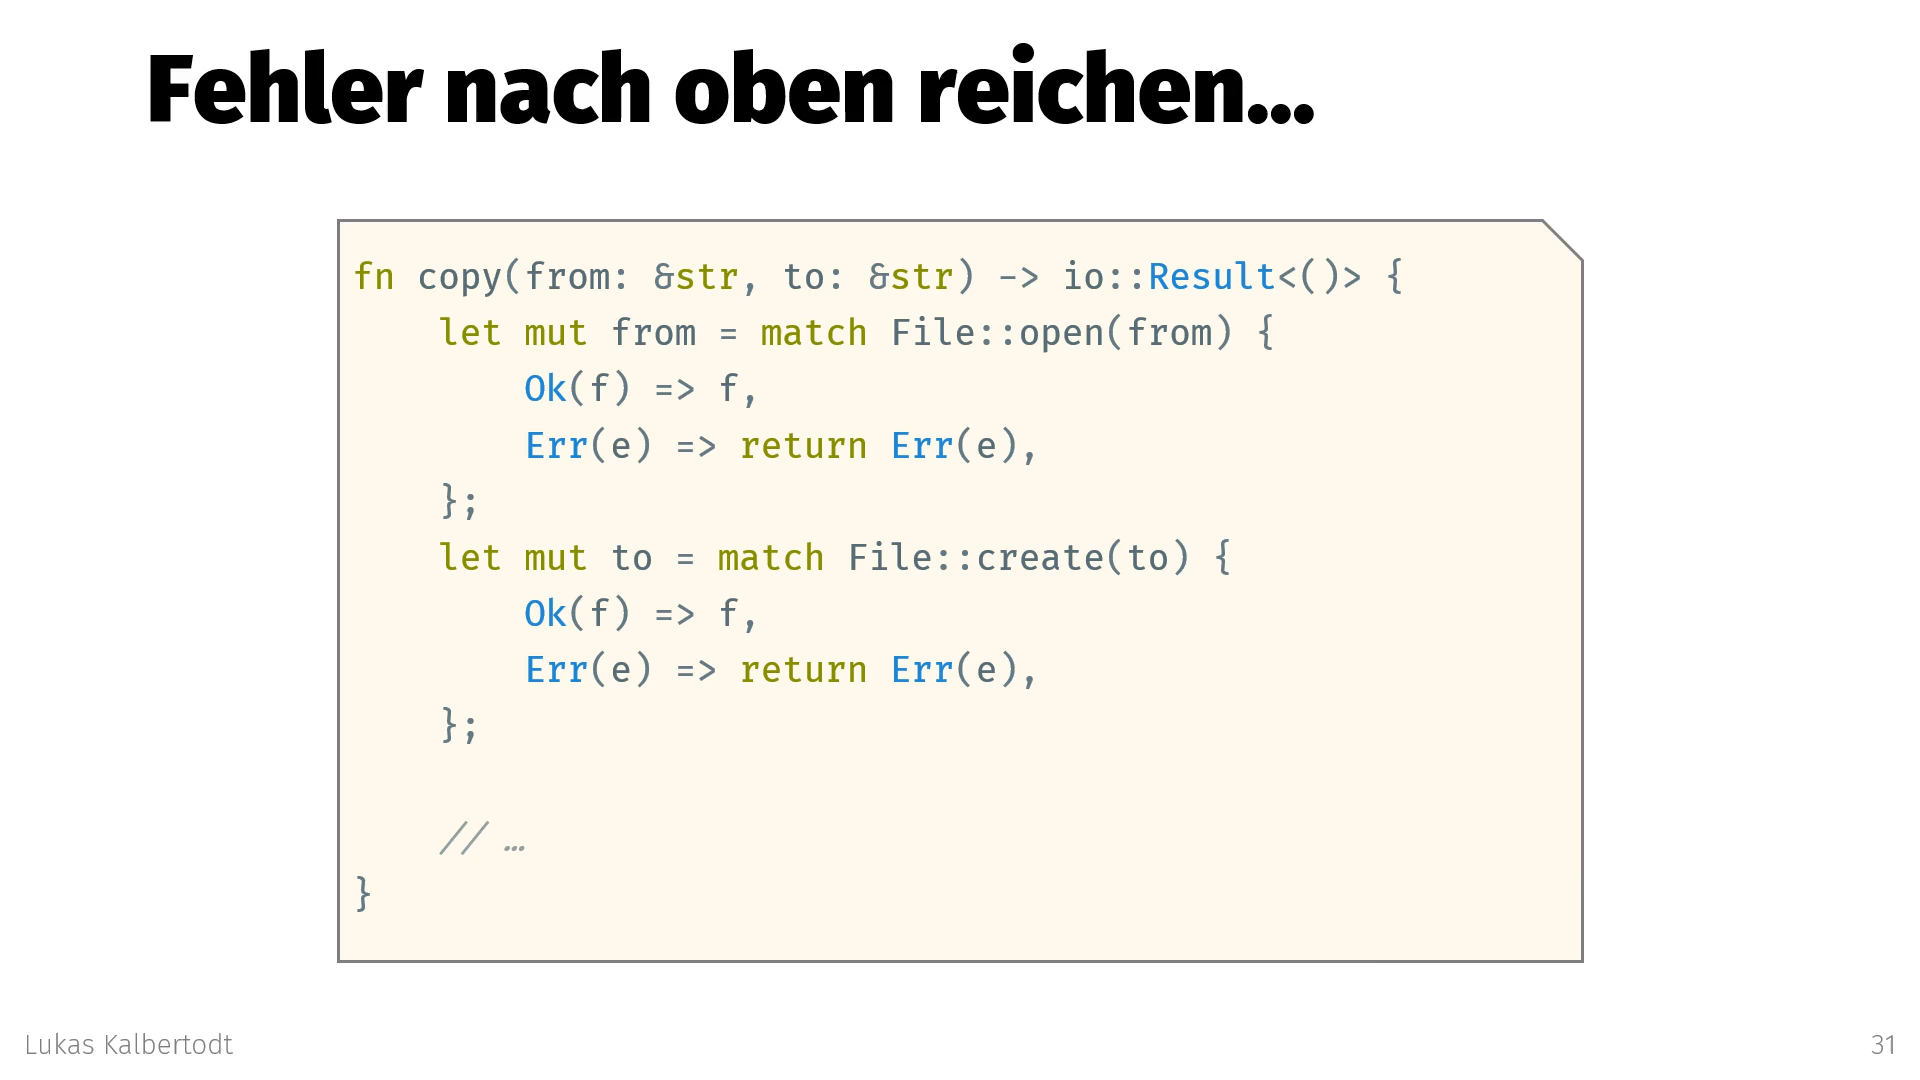 Fehler nach oben reichen…
fn copy(from: &str, to: &str) -> io::Result<()> {
    let mut from = match File::open(from) {
        Ok(f) => f,
        Err(e) => return Err(e),
    };
    let mut to = match File::create(to) {
        Ok(f) => f,
        Err(e) => return Err(e),
    };
    // …
}
Lukas Kalbertodt
31